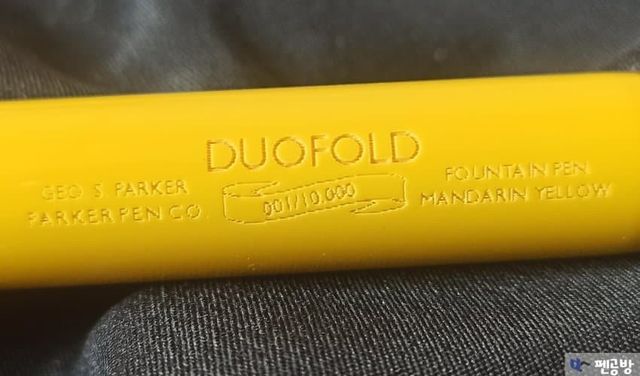 DUOFOLD
GEO S. PARKER
PARKER PEN CO.
001/10.000
FOUNTAIN PEN
MANDARIN YELLOW
펜공방